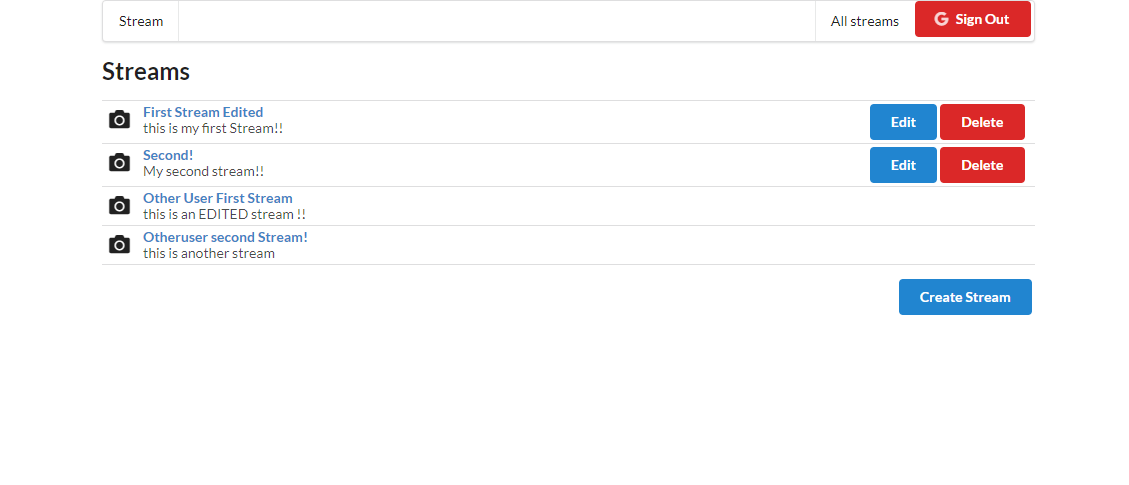 Stream
All streams
Sign Out
Streams
First Stream Edited
this is my first Stream!!
Edit
Delete
Second!
My second stream!!
Edit
Delete
Other User First Stream
this is an EDITED stream !!
Otheruser second Stream!
this is another stream
Create Stream